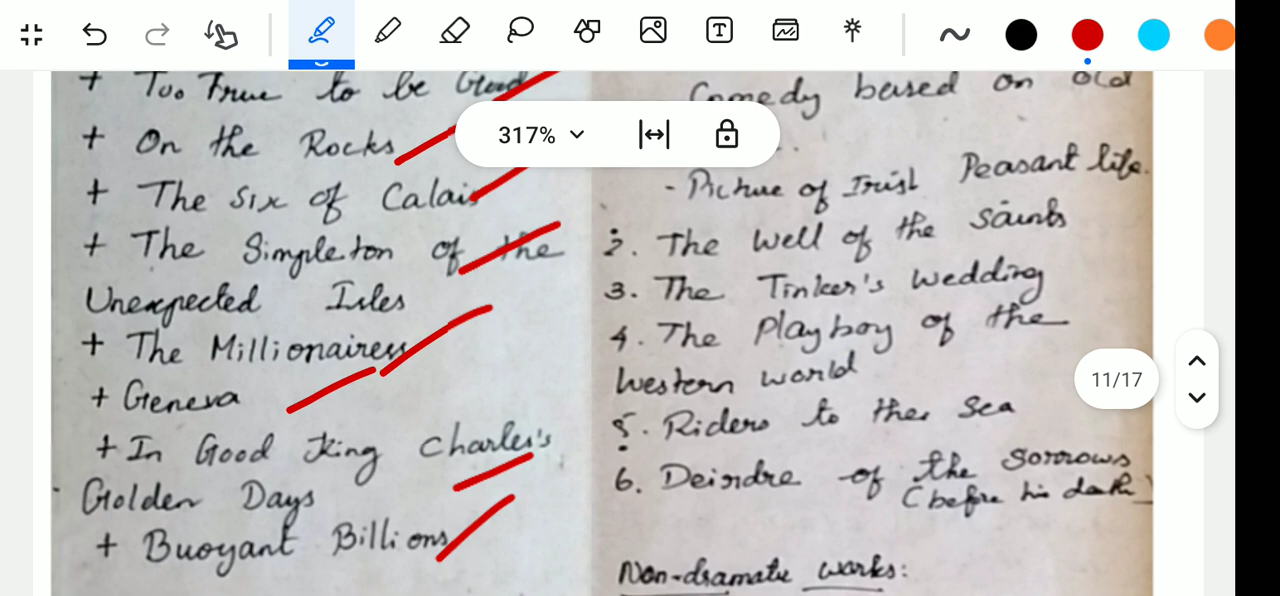 + Too True to be Good
+ On the Rocks
+ The Six of Calais
+ The Simpleton of the
Unexpected Isles
+ The Millionairess
+ Geneva
+ In Good King Charles's
Golden Days
+ Buoyant Billions
317%
Comedy based on old
- Picture of Irish Peasant life.
2. The Well of the Saints
3. The Tinker's Wedding
4. The Playboy of the
Western World
5. Riders to the Sea
6. Deirdre of the Sorrows
(before his death)
Non-dramatic works:
11/17